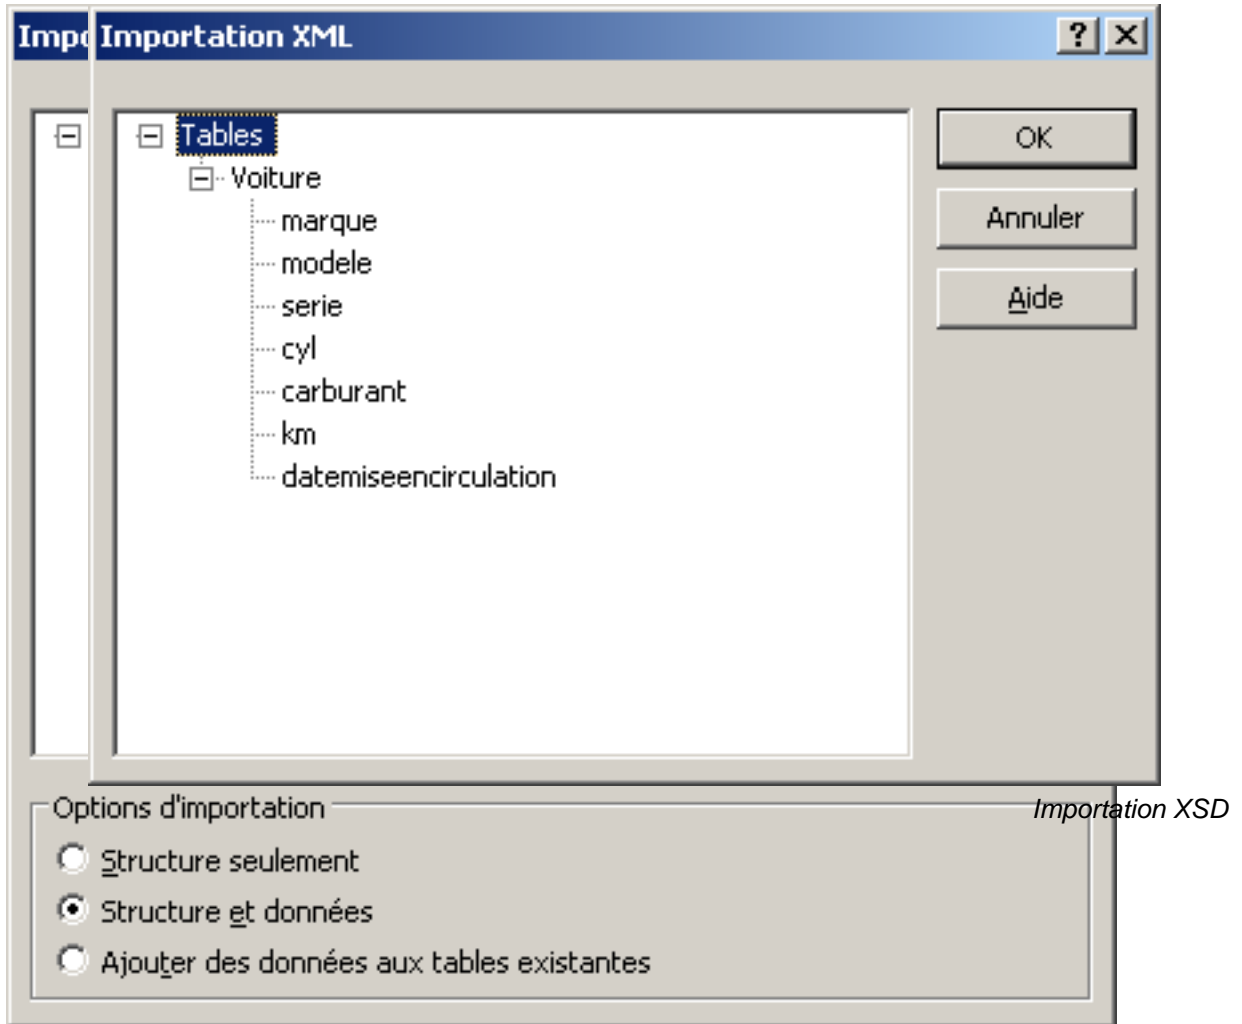 Impo
Importation XML
Tables
Voiture
marque
modele
serie
cyl
carburant
km
datemiseencirculation
OK
Annuler
Aide
Options d'importation
Importation XSD
Structure seulement
Structure et données
Ajouter des données aux tables existantes